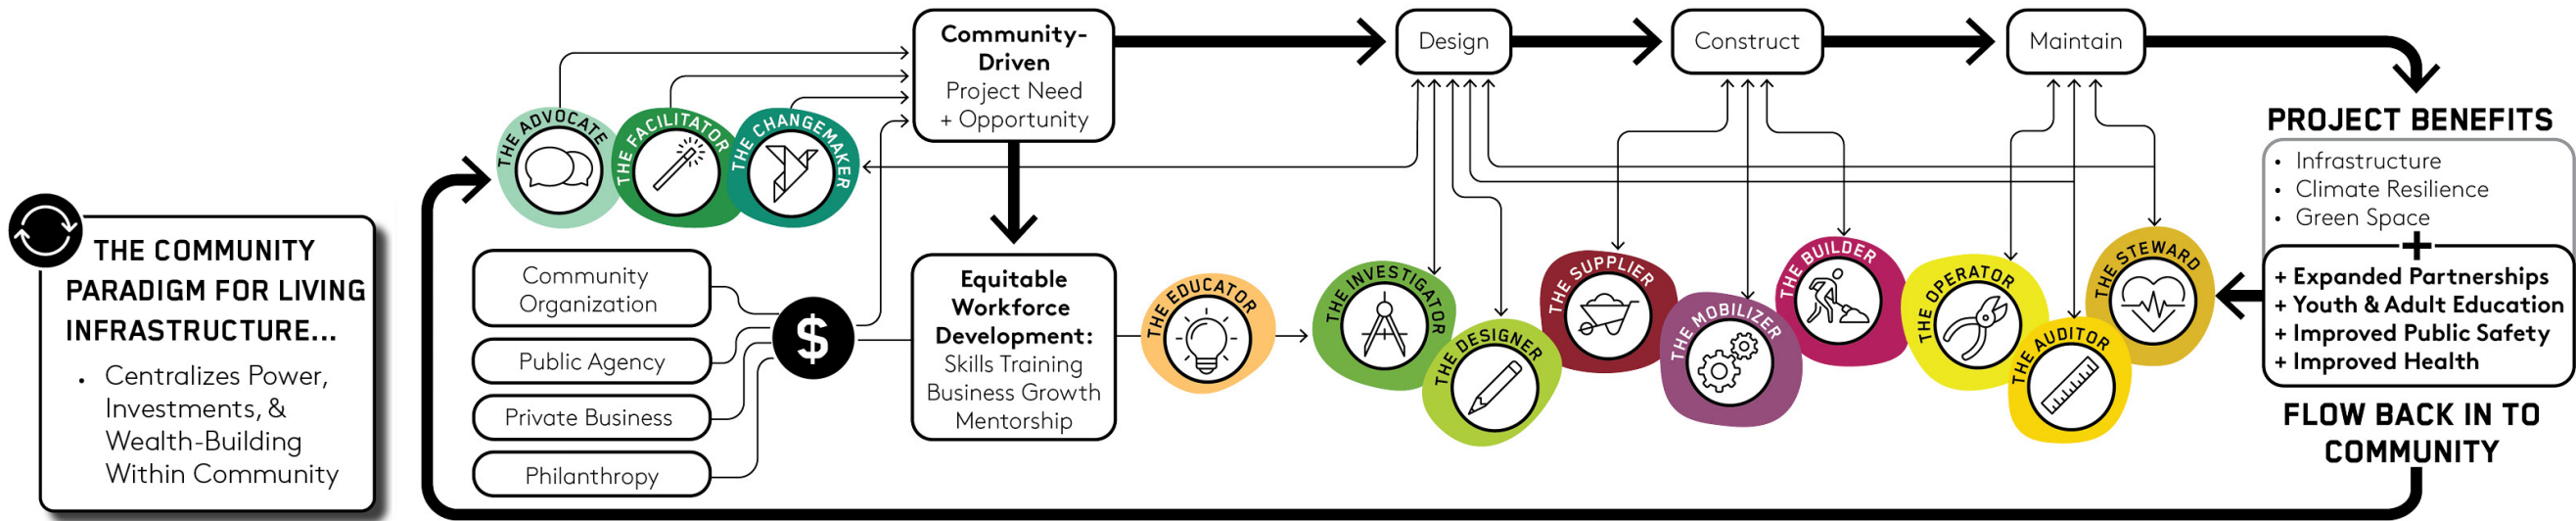 THE COMMUNITY
PARADIGM FOR LIVING
INFRASTRUCTURE...
• Centralizes Power,
Investments, &
Wealth-Building
Within Community
THE ADVOCATE
THE FACILITATOR
THE CHANGEMAKER
Community
Organization
Public Agency
Private Business
Philanthropy
$
Community-
Driven
Project Need
+ Opportunity
Equitable
Workforce
Development:
Skills Training
Business Growth
Mentorship
THE EDUCATOR
Design
Construct
Maintain
THE INVESTIGATOR
THE DESIGNER
THE SUPPLIER
THE MOBILIZER
THE BUILDER
THE OPERATOR
THE AUDITOR
THE STEWARD
PROJECT BENEFITS
• Infrastructure
• Climate Resilience
• Green Space
+
+ Expanded Partnerships
+ Youth & Adult Education
+ Improved Public Safety
+ Improved Health
FLOW BACK IN TO
COMMUNITY